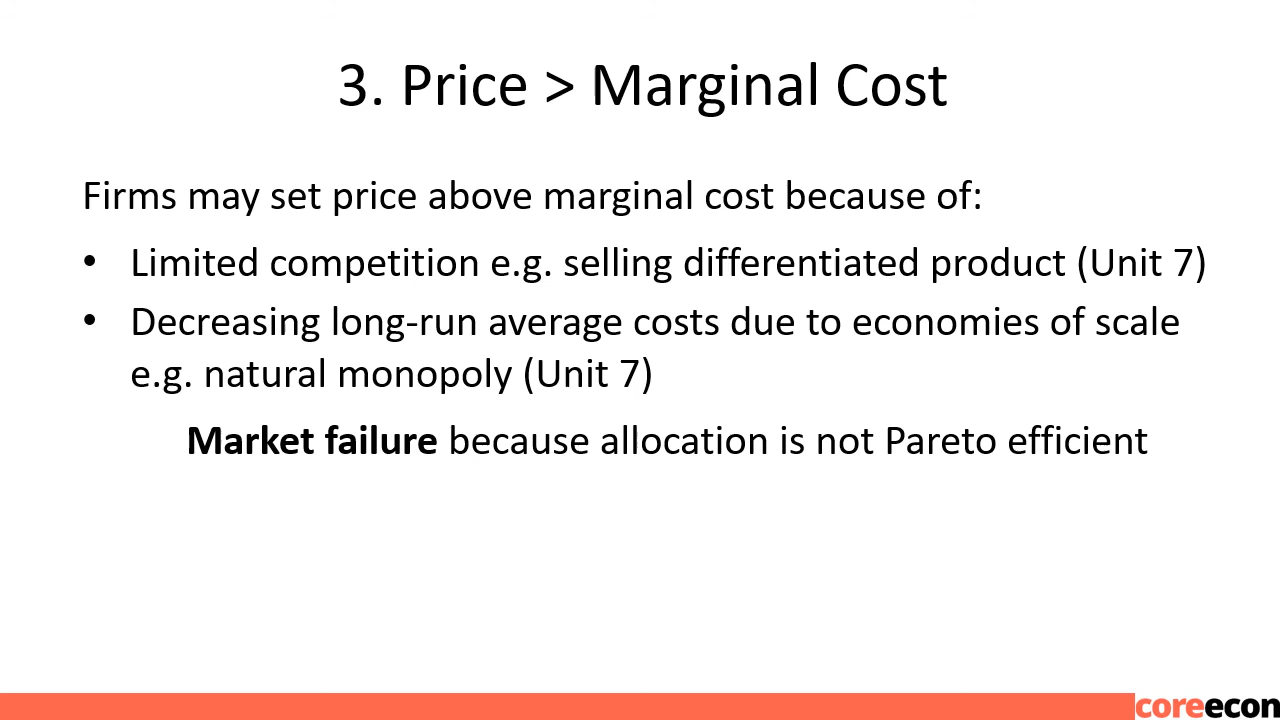 3. Price > Marginal Cost
Firms may set price above marginal cost because of:
• Limited competition e.g. selling differentiated product (Unit 7)
• Decreasing long-run average costs due to economies of scale
e.g. natural monopoly (Unit 7)
Market failure because allocation is not Pareto efficient
coreecon